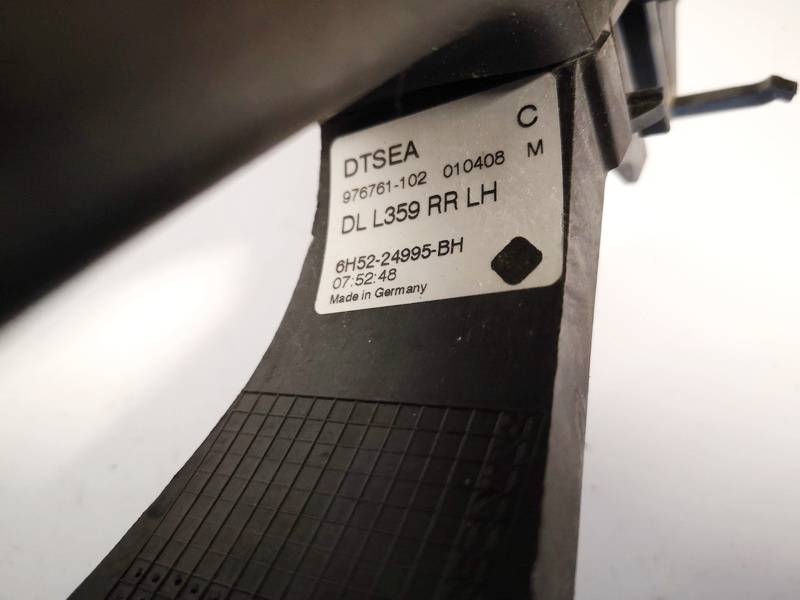 C
DTSEA
976761-102 010408 M
DL L359 RR LH
6H52-24995-BH
07:52:48
Made in Germany